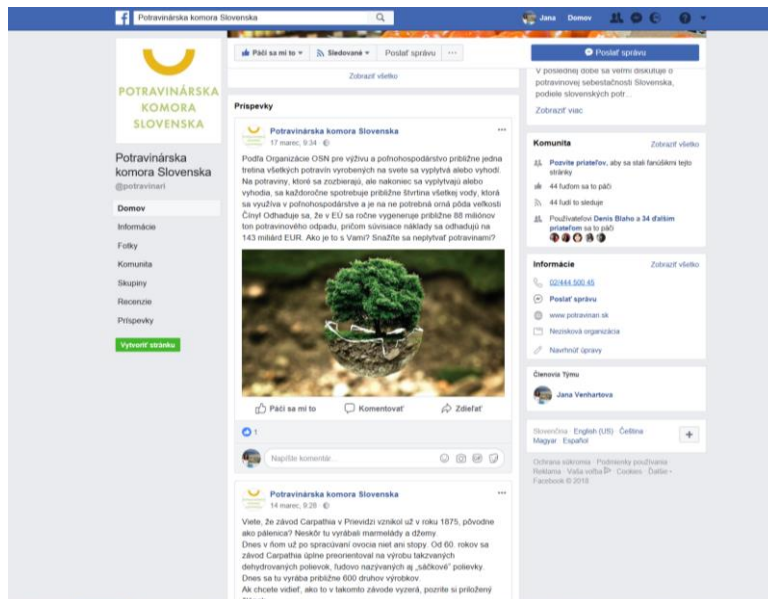 Potravinárska komora Slovenska
Jana Domov
Páči sa mi to Sledované Poslať správu ...
Poslať správu
POTRAVINÁRSKA
KOMORA
SLOVENSKA
Potravinárska
komora Slovenska
@potravinari
Domov
Informácie
Fotky
Komunita
Skupiny
Recenzie
Príspevky
Vytvoriť stránku
Zobraziť všetko
Príspevky
Potravinárska komora Slovenska
17 marec, 9:34
Podľa Organizácie OSN pre výživu a poľnohospodárstvo približne jedna
tretina všetkých potravín vyrobených na svete sa vyplytvá alebo vyhodí.
Na potraviny, ktoré sa zozbierajú, ale nakoniec sa vyplytvajú alebo
vyhodia, sa každoročne spotrebuje približne štvrtina všetkej vody, ktorá
sa využíva v poľnohospodárstve a je na ne potrebná orná pôda veľkosti
Číny! Odhaduje sa, že v EÚ sa ročne vygeneruje približne 88 miliónov
ton potravinového odpadu, pričom súvisiace náklady sa odhadujú na
143 miliárd EUR. Ako je to s Vami? Snažíte sa neplytvať potravinami?
Páči sa mi to Komentovať Zdieľať
1
Napíšte komentár...
Potravinárska komora Slovenska
14 marec, 9:28
Viete, že závod Carpathia v Prievidzi vznikol už v roku 1875, pôvodne
ako pálenica? Neskôr tu vyrábali marmelády a džemy.
Dnes v ňom už po spracúvaní ovocia niet ani stopy. Od 60. rokov sa
závod Carpathia úplne preorientoval na výrobu takzvaných
dehydrovaných polievok, ľudovo nazývaných aj „sáčkové" polievky.
Dnes sa tu vyrába približne 600 druhov výrobkov.
Ak chcete vidieť, ako to v takomto závode vyzerá, pozrite si priložený
V poslednej dobe sa veľmi diskutuje o
potravinovej sebestačnosti Slovenska,
podiele slovenských potr...
Zobraziť viac
Komunita Zobraziť všetko
Pozvite priateľov, aby sa stali fanúšikmi tejto
stránky
44 ľuďom sa to páči
44 ľudí to sleduje
Používateľovi Denis Blaho a 34 ďalším
priateľom sa to páči
Informácie Zobraziť všetko
02/444 500 45
Poslať správu
www.potravinari.sk
Nezisková organizácia
Navrhnúť úpravy
Členovia Tímu
Jana Venhartova
Slovenčina · English (US) · Čeština
Magyar · Español
Ochrana súkromia · Podmienky používania
Reklama · Vaša voľba · Cookies · Ďalšie
Facebook © 2018